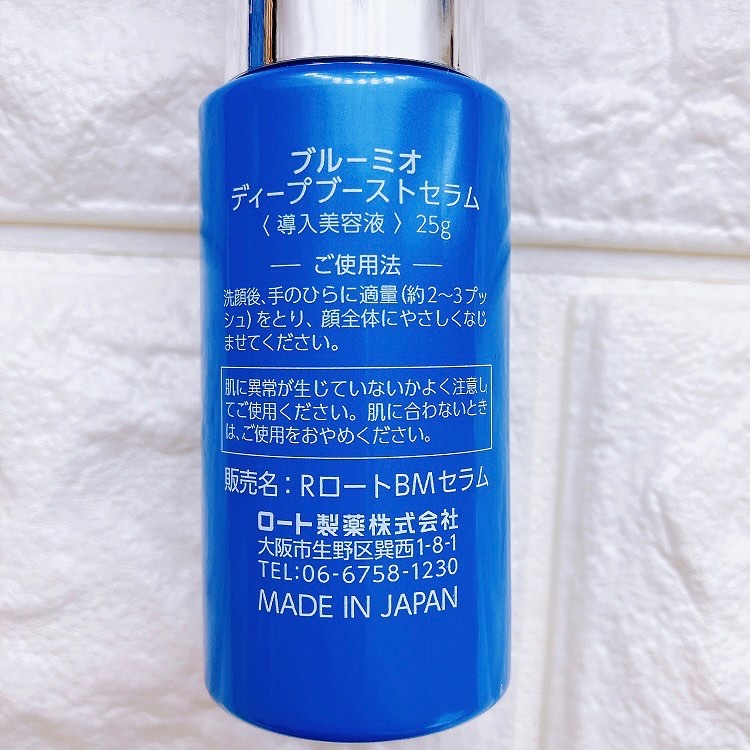 ブルーミオ
ディープブーストセラム
〈 導入美容液 〉 25g
― ご使用法 ―
洗顔後、手のひらに適量(約2～3プッ
シュ)をとり、顔全体にやさしくなじ
ませてください。
肌に異常が生じていないかよく注意し
てご使用ください。肌に合わないとき
は、ご使用をおやめください。
販売名：RロートBMセラム
ロート製薬株式会社
大阪市生野区巽西1-8-1
TEL:06-6758-1230
MADE IN JAPAN